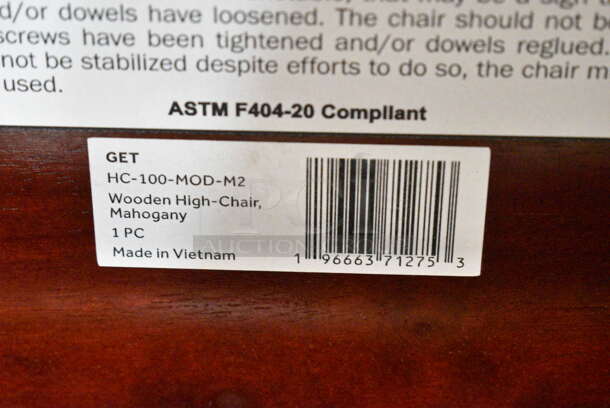 d/or dowels have loosened. The chair should not b
screws have been tightened and/or dowels reglued.
not be stabilized despite efforts to do so, the chair m
used.
ASTM F404-20 Compliant
GET
HC-100-MOD-M2
Wooden High-Chair,
Mahogany
1 PC
Made in Vietnam
1 96663 71275 3